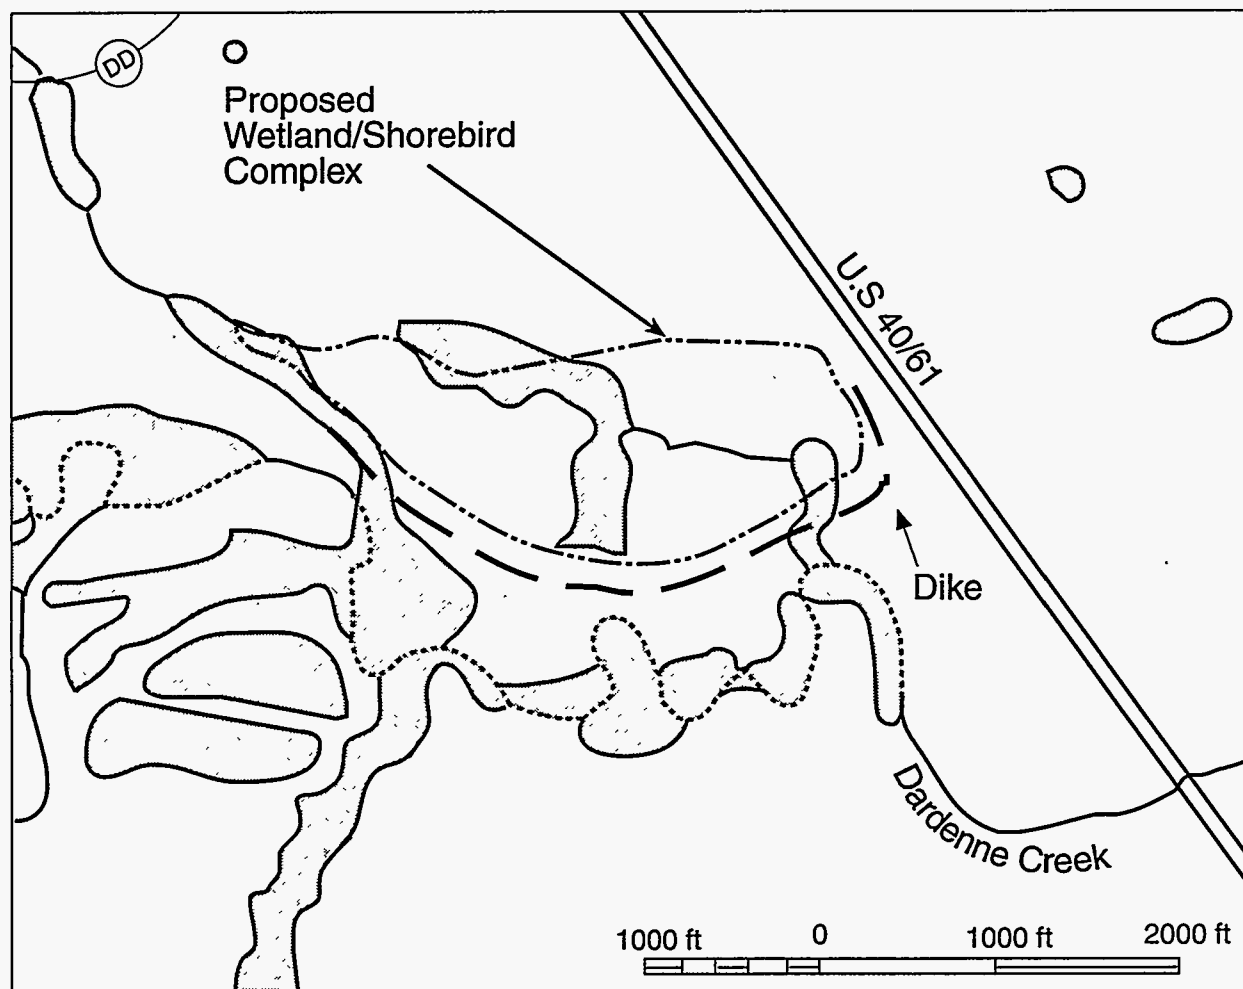 DD
Proposed
Wetland/Shorebird
Complex
U.S 40/61
Dike
Dardenne Creek
1000 ft 0 1000 ft 2000 ft